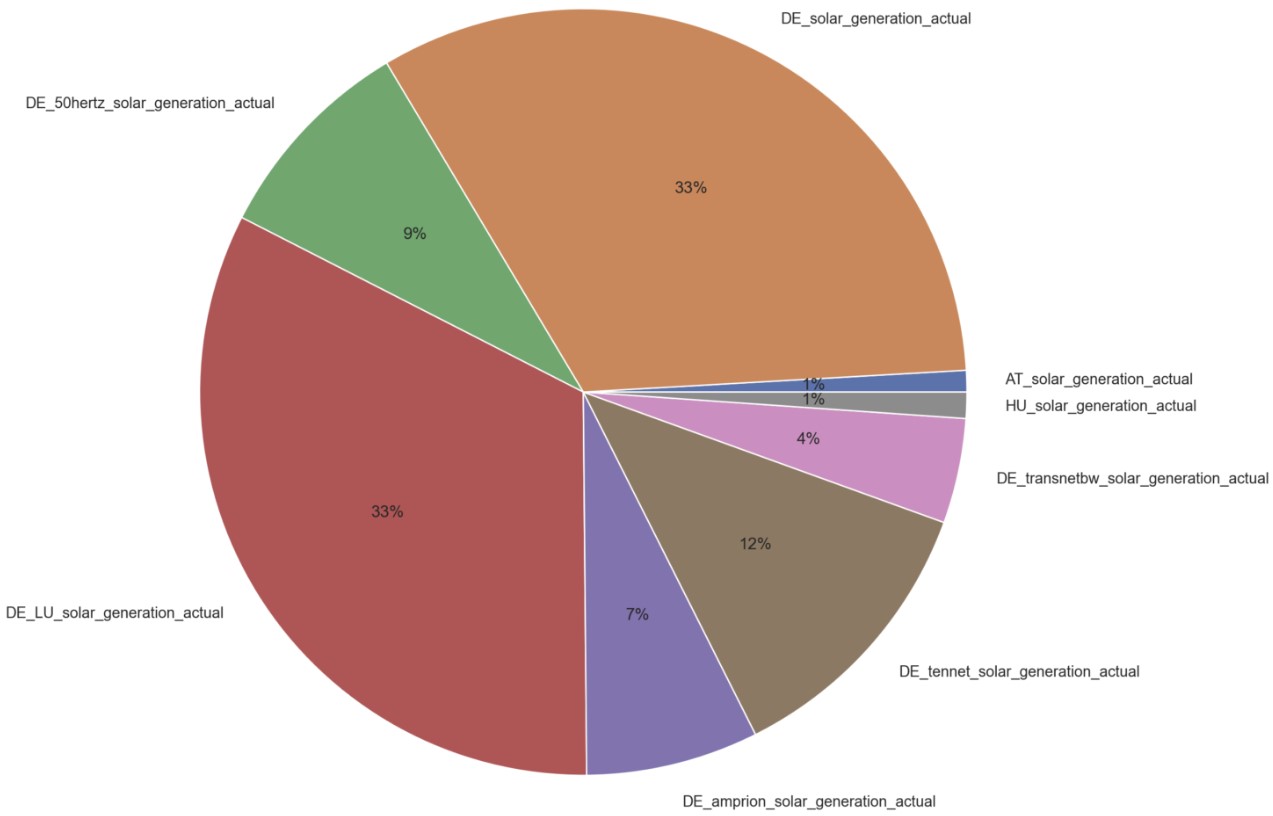 DE_solar_generation_actual
DE_50hertz_solar_generation_actual
33%
9%
AT_solar_generation_actual
1%
1%
HU_solar_generation_actual
4%
DE_transnetbw_solar_generation_actual
33%
12%
DE_LU_solar_generation_actual
7%
DE_tennet_solar_generation_actual
DE_amprion_solar_generation_actual